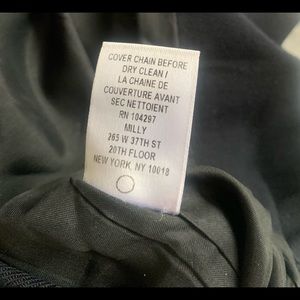 COVER CHAIN BEFORE
DRY CLEAN /
LA CHAINE DE
COUVERTURE AVANT
SEC NETTOIENT
RN 104297
MILLY
265 W 37TH ST
20TH FLOOR
NEW YORK, NY 10018